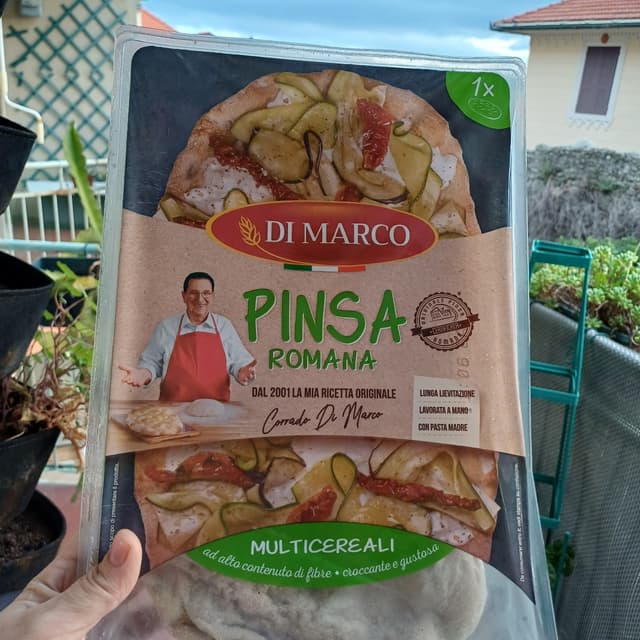 1x
DI MARCO
PINSA
ROMANA
DAL 2001 LA MIA RICETTA ORIGINALE
Corrado Di Marco
LUNGA LIEVITAZIONE
LAVORATA A MANO
CON PASTA MADRE
MULTICEREALI
ad alto contenuto di fibre • croccante e gustosa